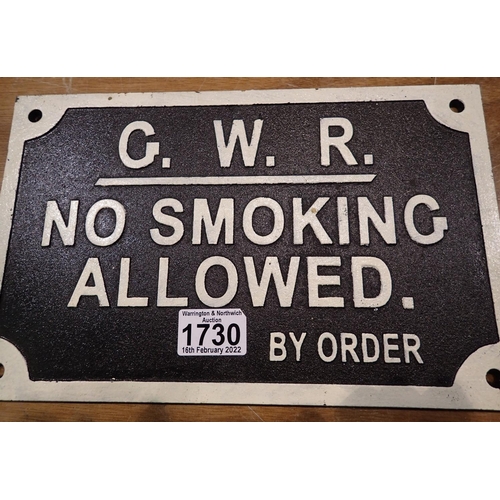 G. W. R.
NO SMOKING
ALLOWED.
Warrington & Northwich
Auction
1730
16th February 2022
BY ORDER